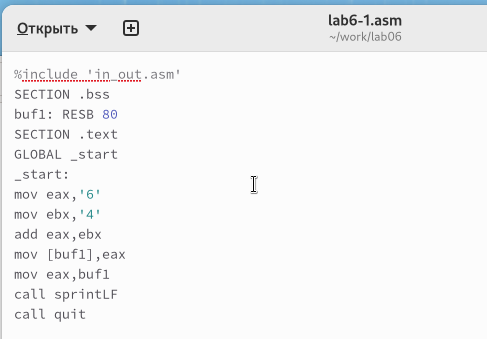 Открыть
lab6-1.asm
~/work/lab06
%include 'in_out.asm'
SECTION .bss
buf1: RESB 80
SECTION .text
GLOBAL _start
_start:
mov eax,'6'
mov ebx,'4'
add eax,ebx
mov [buf1],eax
mov eax,buf1
call sprintLF
call quit